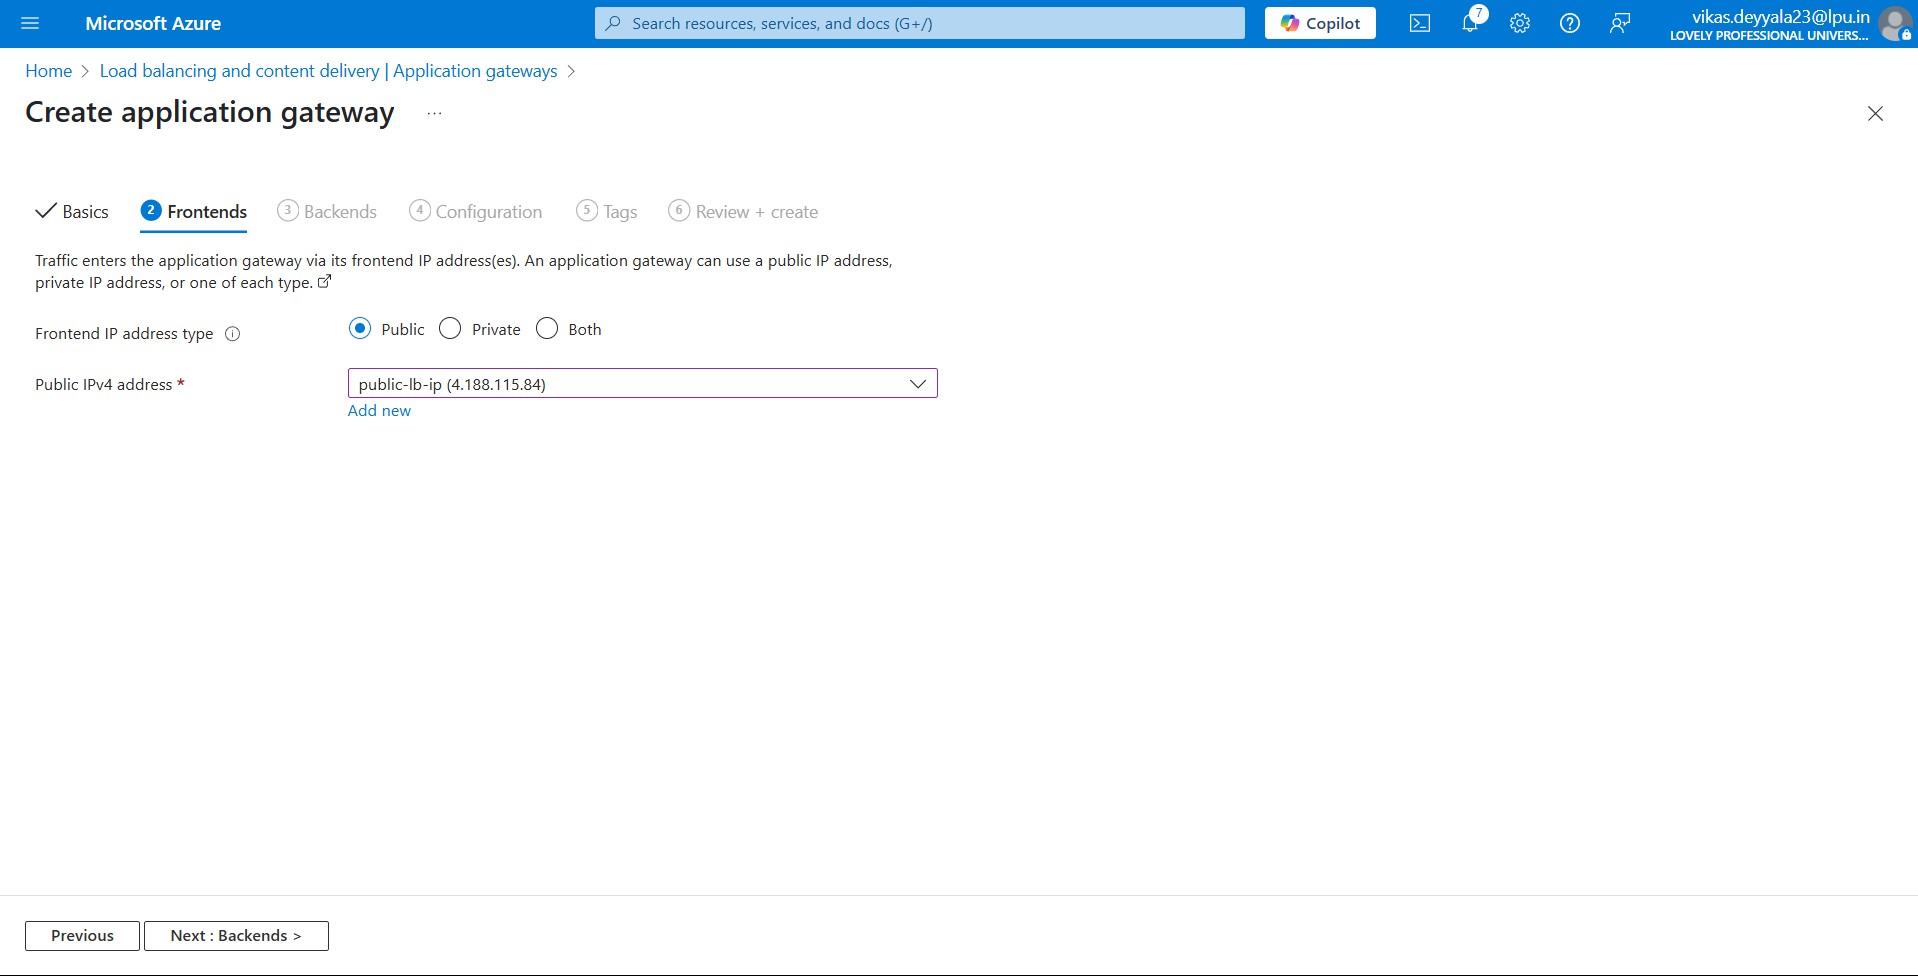 Microsoft Azure
Search resources, services, and docs (G+/)
Copilot
7
vikas.deyyala23@lpu.in
LOVELY PROFESSIONAL UNIVERS...
Home > Load balancing and content delivery | Application gateways >
Create application gateway ...
Basics
2 Frontends
3 Backends
4 Configuration
5 Tags
6 Review + create
Traffic enters the application gateway via its frontend IP address(es). An application gateway can use a public IP address,
private IP address, or one of each type.
Frontend IP address type
Public
Private
Both
Public IPv4 address *
public-lb-ip (4.188.115.84)
Add new
Previous
Next : Backends >